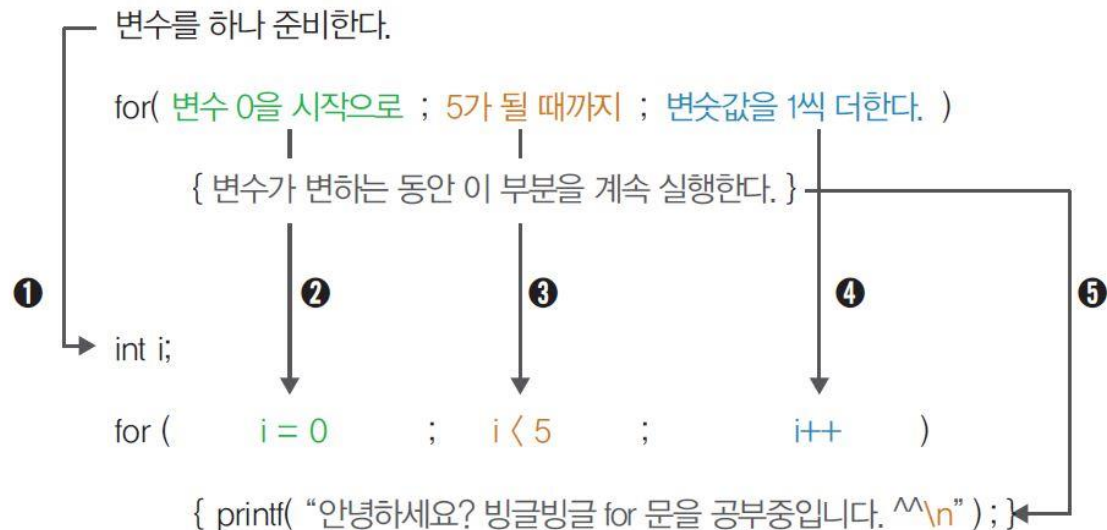 변수를 하나 준비한다.
for( 변수 0을 시작으로 ; 5가 될 때까지 ; 변숫값을 1씩 더한다. )
{ 변수가 변하는 동안 이 부분을 계속 실행한다. }
❶ ❷ ❸ ❹ ❺
int i;
for ( i = 0 ; i < 5 ; i++ )
{ printf( “안녕하세요? 빙글빙글 for 문을 공부중입니다. ^^\n” ) ; }